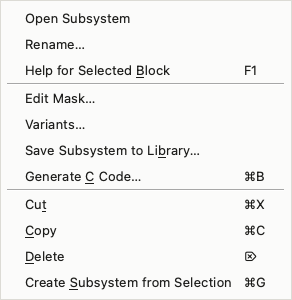 Open Subsystem
Rename...
Help for Selected Block F1
Edit Mask...
Variants...
Save Subsystem to Library...
Generate C Code... ⌘B
Cut ⌘X
Copy ⌘C
Delete ⌦
Create Subsystem from Selection ⌘G